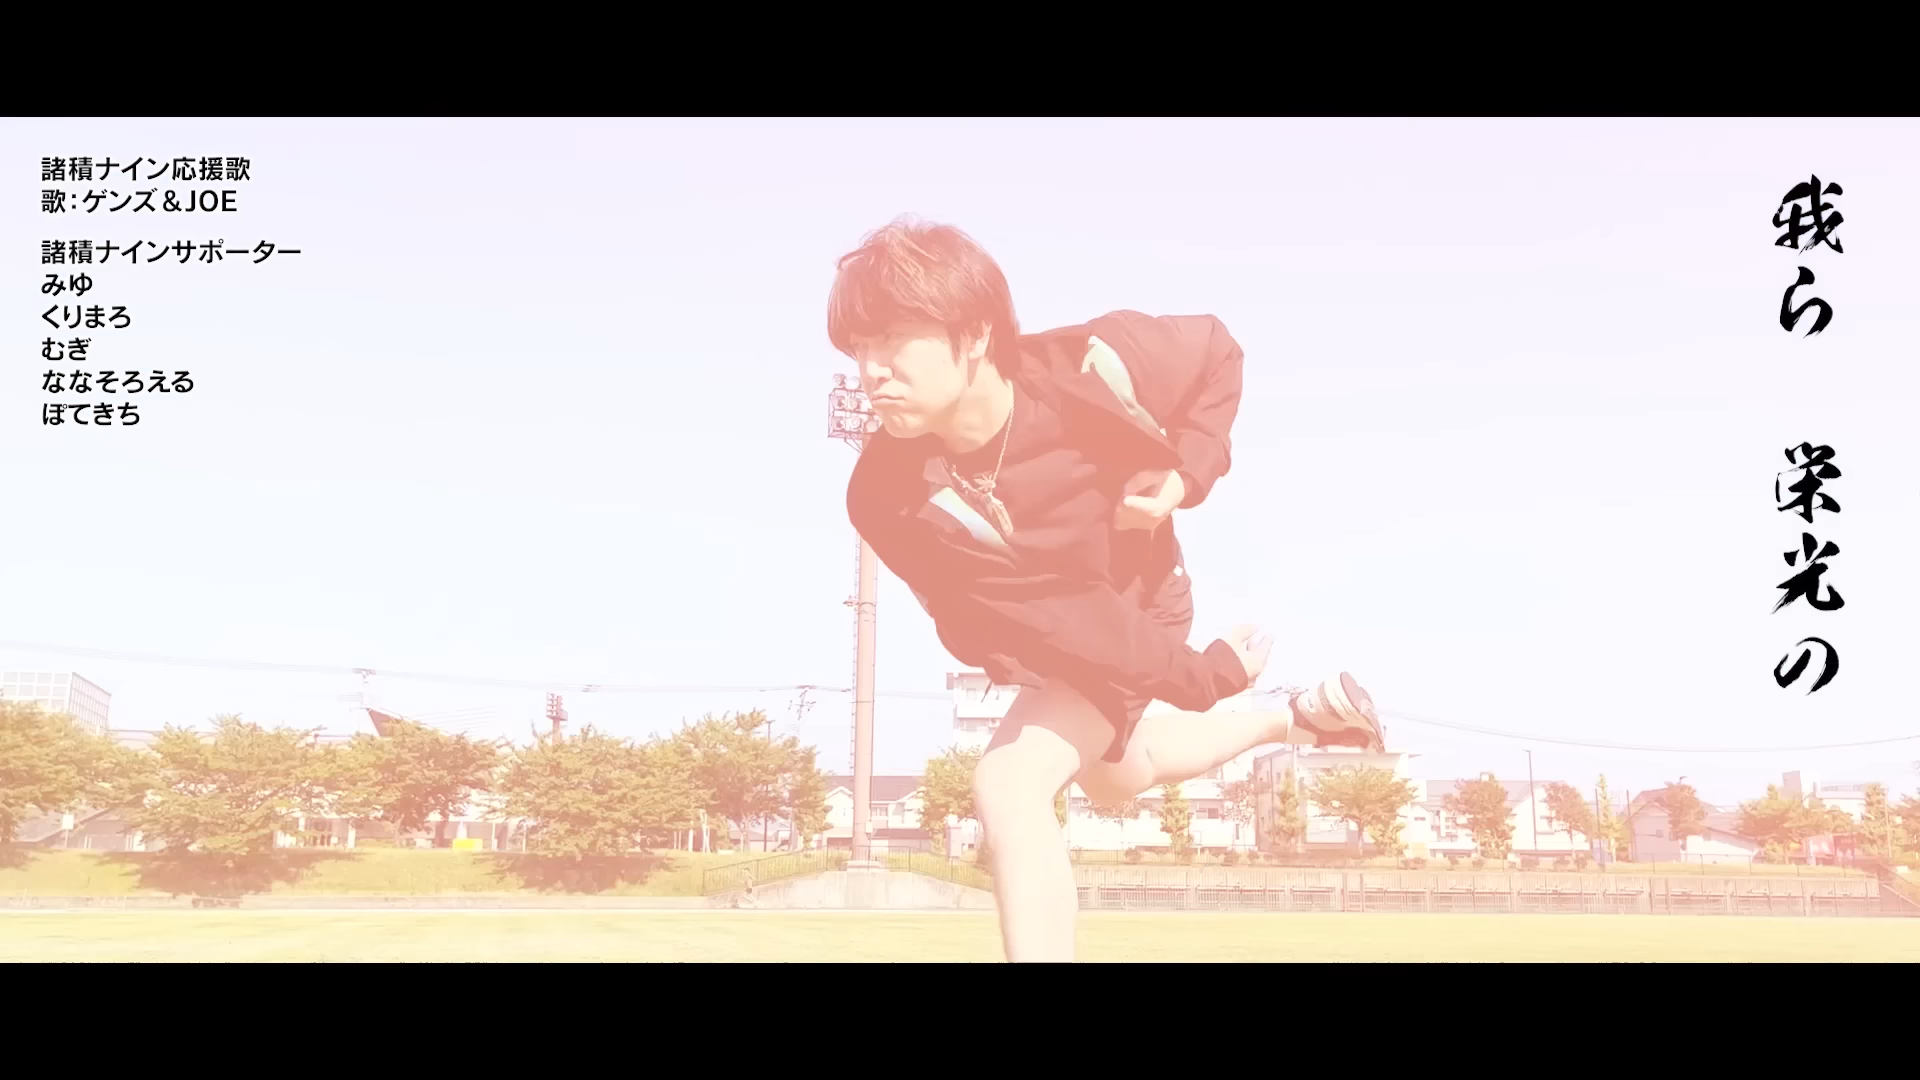 諸積ナイン応援歌
歌：ゲンズ＆JOE
諸積ナインサポーター
みゆ
くりまろ
むぎ
ななそろえる
ぽてきち
我ら　栄光の